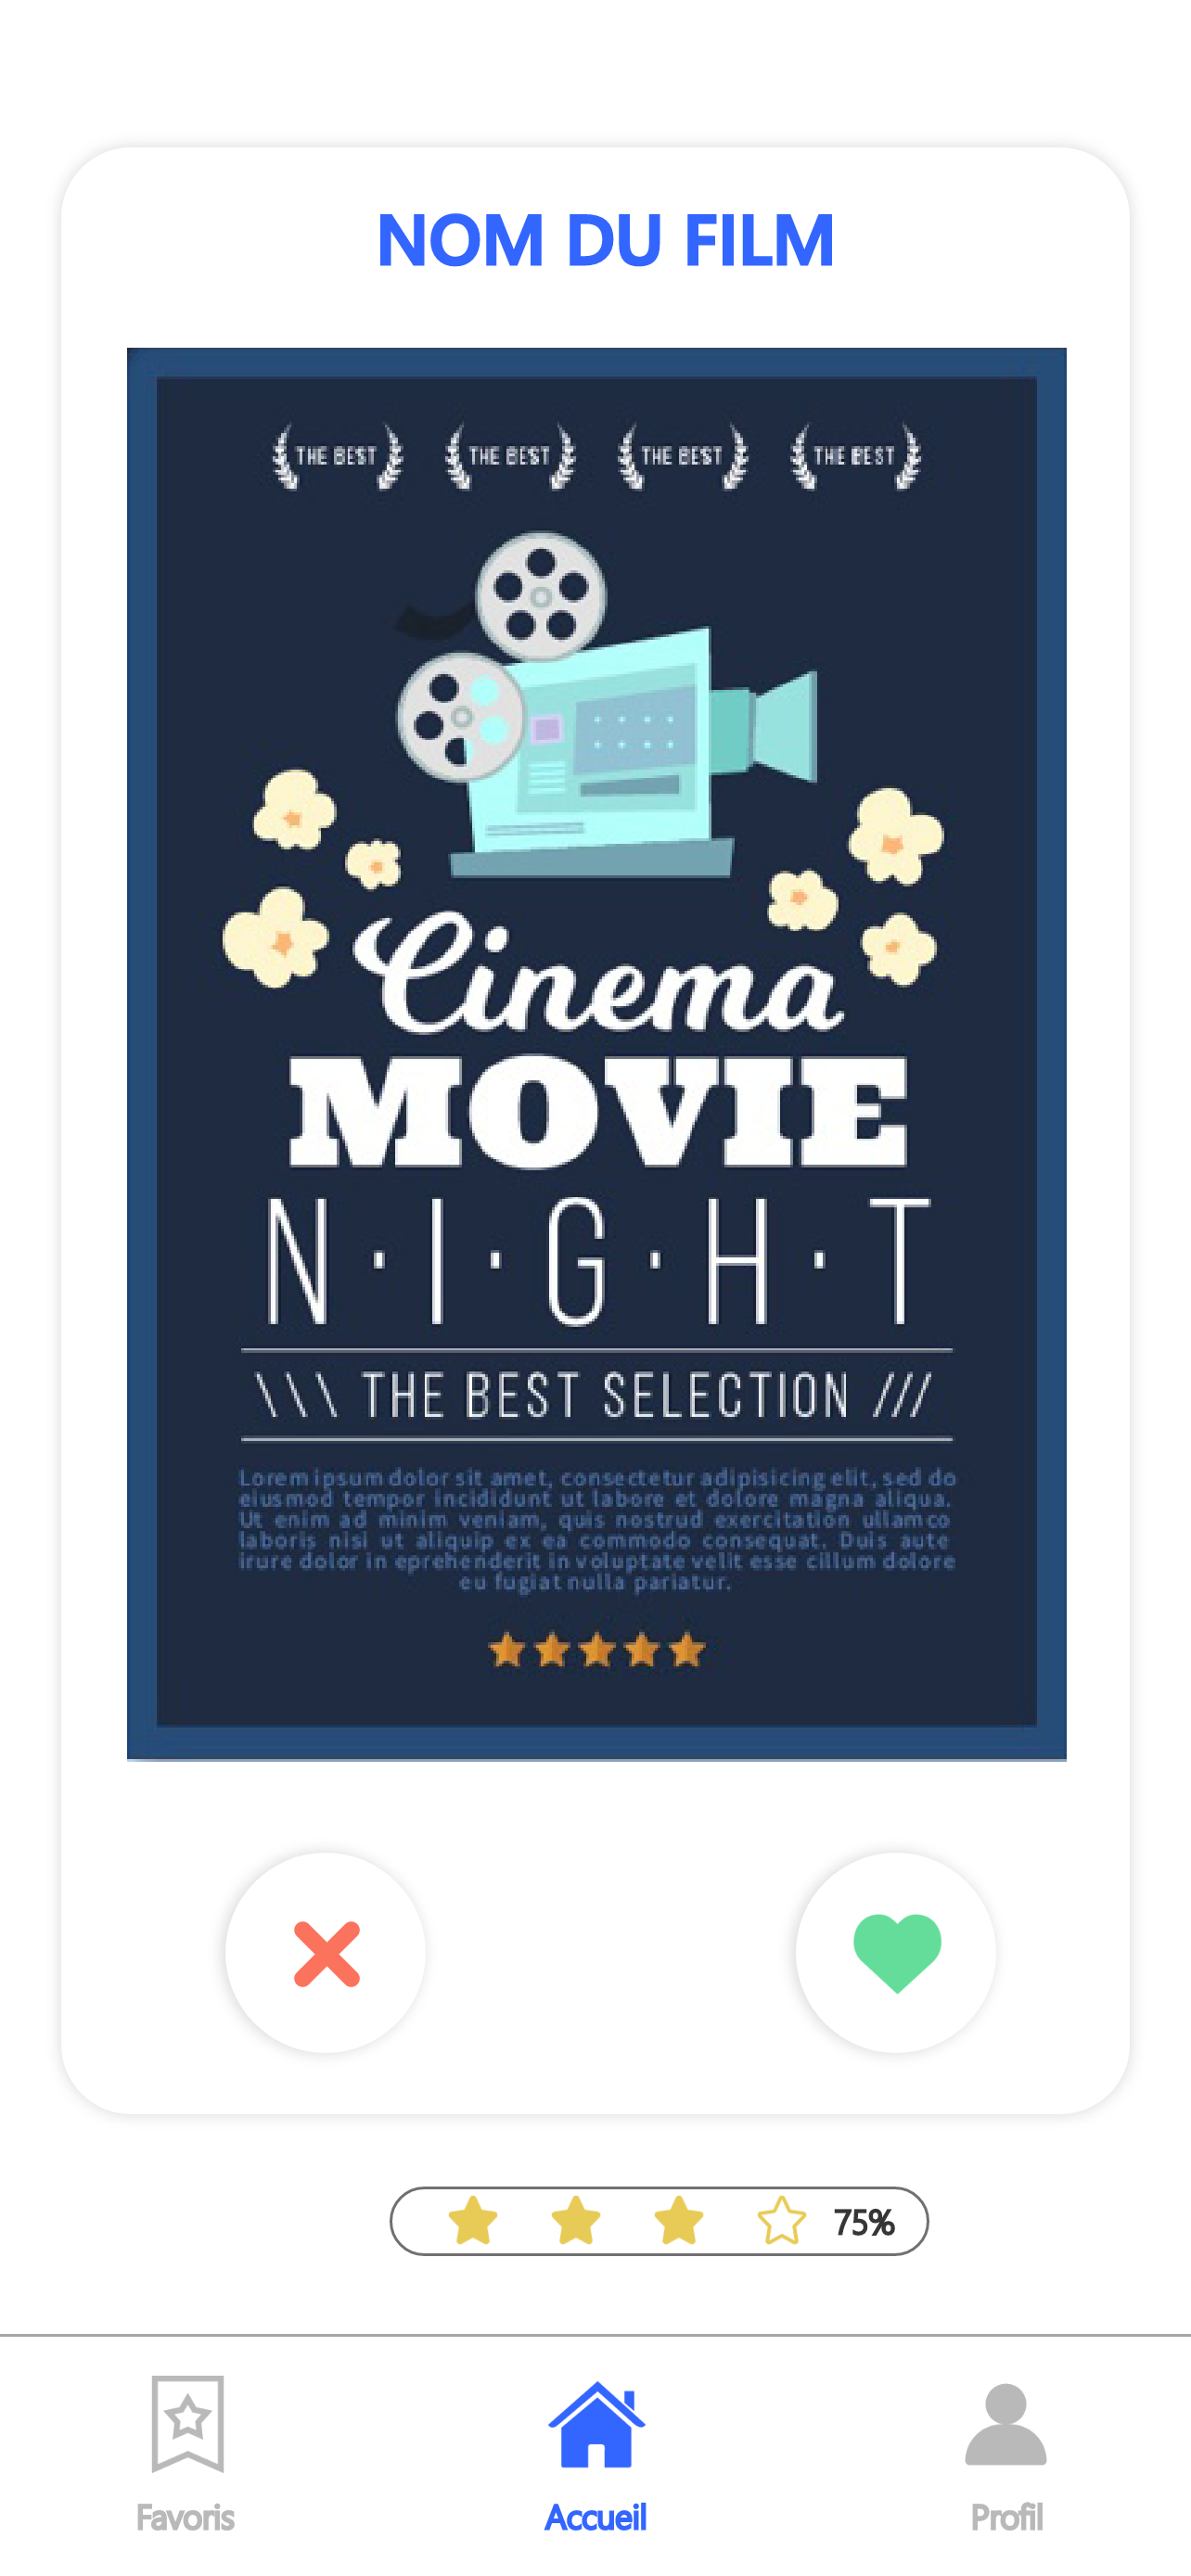 NOM DU FILM
THE BEST THE BEST THE BEST THE BEST
Cinema
MOVIE
N·I·G·H·T
\\\ THE BEST SELECTION ///
Lorem ipsum dolor sit amet, consectetur adipisicing elit, sed do
eiusmod tempor incididunt ut labore et dolore magna aliqua.
Ut enim ad minim veniam, quis nostrud exercitation ullamco
laboris nisi ut aliquip ex ea commodo consequat. Duis aute
irure dolor in eprehenderit in voluptate velit esse cillum dolore
eu fugiat nulla pariatur.
75%
Favoris Accueil Profil